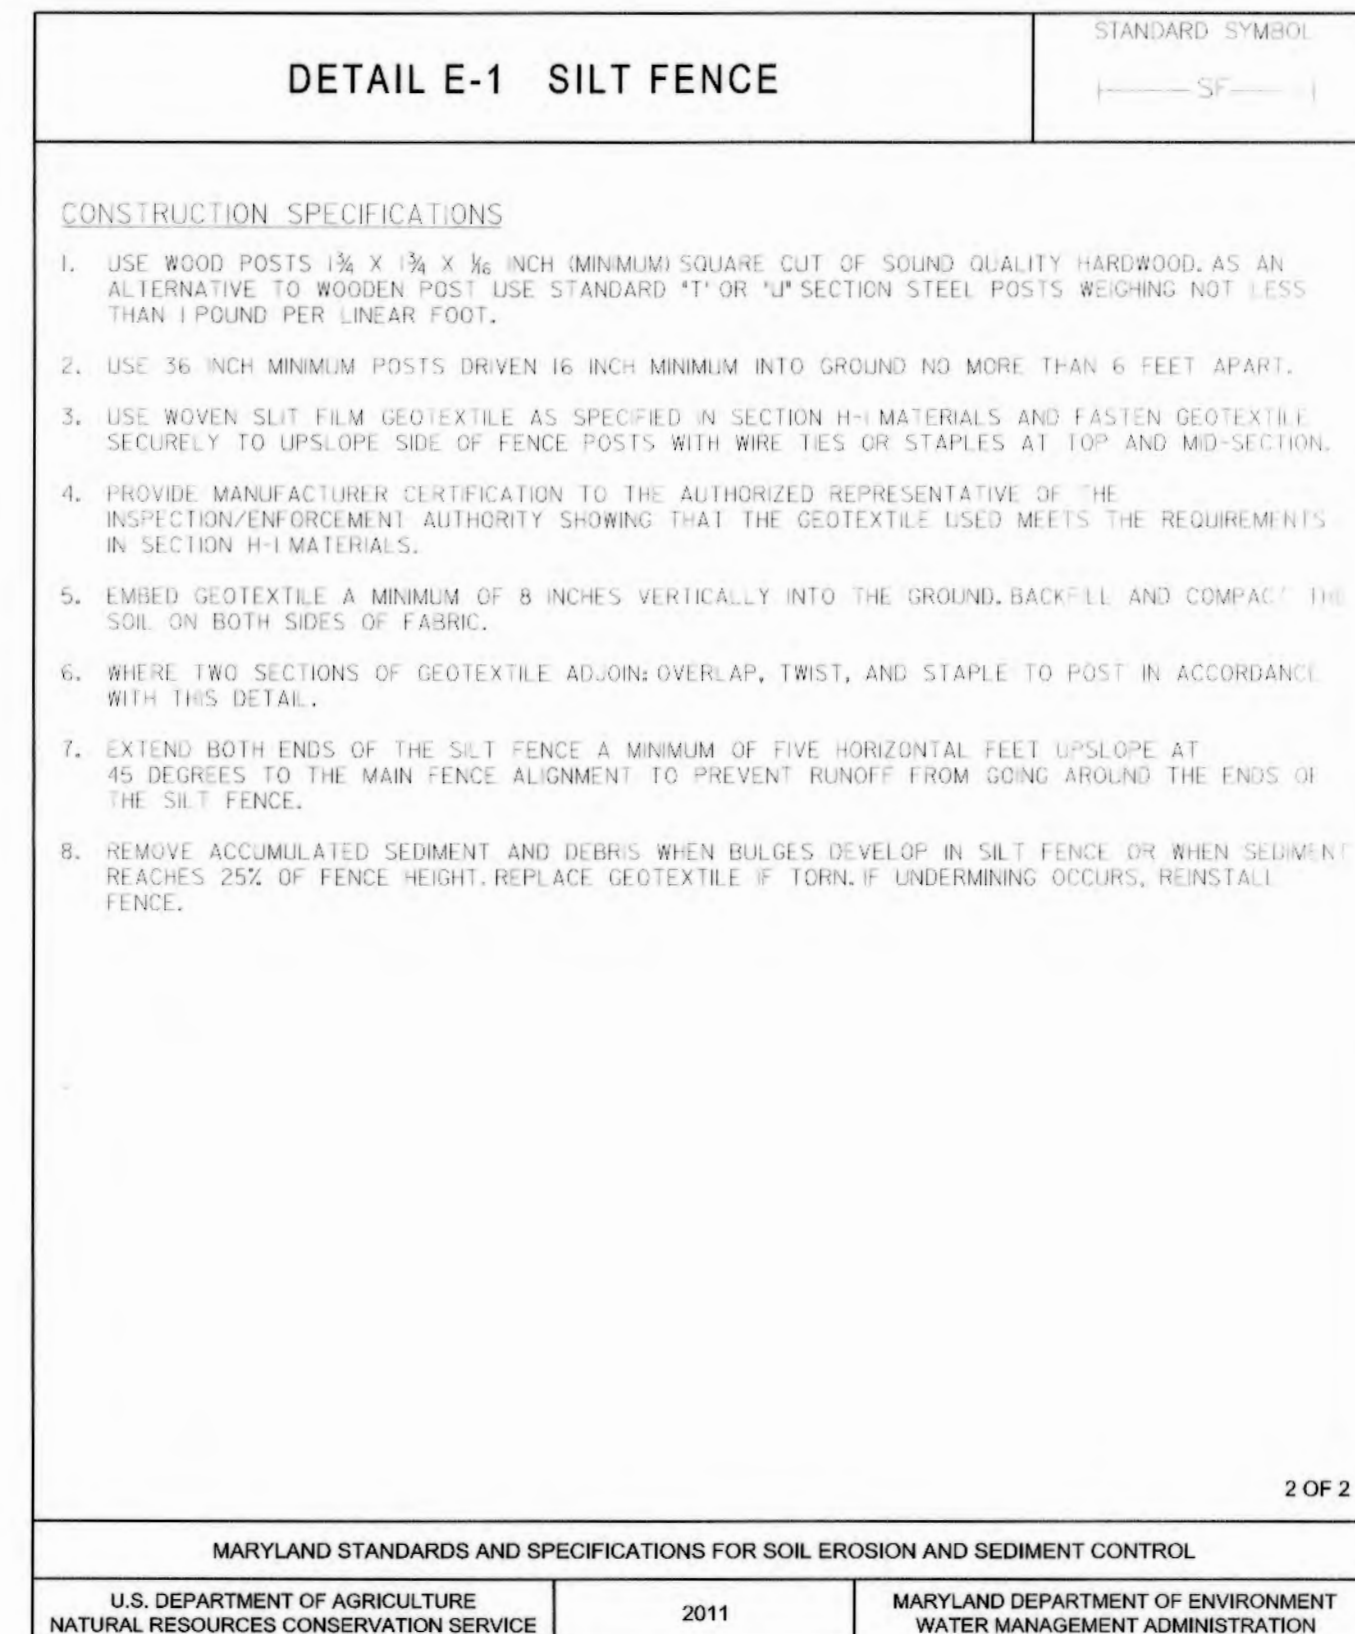 STANDARD SYMBOL
DETAIL E-1 SILT FENCE
|——— SF ———|
CONSTRUCTION SPECIFICATIONS
1. USE WOOD POSTS 1¾ X 1¾ X 1⁄16 INCH (MINIMUM) SQUARE CUT OF SOUND QUALITY HARDWOOD. AS AN
ALTERNATIVE TO WOODEN POST USE STANDARD "T" OR "U" SECTION STEEL POSTS WEIGHING NOT LESS
THAN 1 POUND PER LINEAR FOOT.
2. USE 36 INCH MINIMUM POSTS DRIVEN 16 INCH MINIMUM INTO GROUND NO MORE THAN 6 FEET APART.
3. USE WOVEN SLIT FILM GEOTEXTILE AS SPECIFIED IN SECTION H-1 MATERIALS AND FASTEN GEOTEXTILE
SECURELY TO UPSLOPE SIDE OF FENCE POSTS WITH WIRE TIES OR STAPLES AT TOP AND MID-SECTION.
4. PROVIDE MANUFACTURER CERTIFICATION TO THE AUTHORIZED REPRESENTATIVE OF THE
INSPECTION/ENFORCEMENT AUTHORITY SHOWING THAT THE GEOTEXTILE USED MEETS THE REQUIREMENTS
IN SECTION H-1 MATERIALS.
5. EMBED GEOTEXTILE A MINIMUM OF 8 INCHES VERTICALLY INTO THE GROUND. BACKFILL AND COMPACT THE
SOIL ON BOTH SIDES OF FABRIC.
6. WHERE TWO SECTIONS OF GEOTEXTILE ADJOIN: OVERLAP, TWIST, AND STAPLE TO POST IN ACCORDANCE
WITH THIS DETAIL.
7. EXTEND BOTH ENDS OF THE SILT FENCE A MINIMUM OF FIVE HORIZONTAL FEET UPSLOPE AT
45 DEGREES TO THE MAIN FENCE ALIGNMENT TO PREVENT RUNOFF FROM GOING AROUND THE ENDS OF
THE SILT FENCE.
8. REMOVE ACCUMULATED SEDIMENT AND DEBRIS WHEN BULGES DEVELOP IN SILT FENCE OR WHEN SEDIMENT
REACHES 25% OF FENCE HEIGHT. REPLACE GEOTEXTILE IF TORN. IF UNDERMINING OCCURS, REINSTALL
FENCE.
2 OF 2
MARYLAND STANDARDS AND SPECIFICATIONS FOR SOIL EROSION AND SEDIMENT CONTROL
U.S. DEPARTMENT OF AGRICULTURE
NATURAL RESOURCES CONSERVATION SERVICE
2011
MARYLAND DEPARTMENT OF ENVIRONMENT
WATER MANAGEMENT ADMINISTRATION